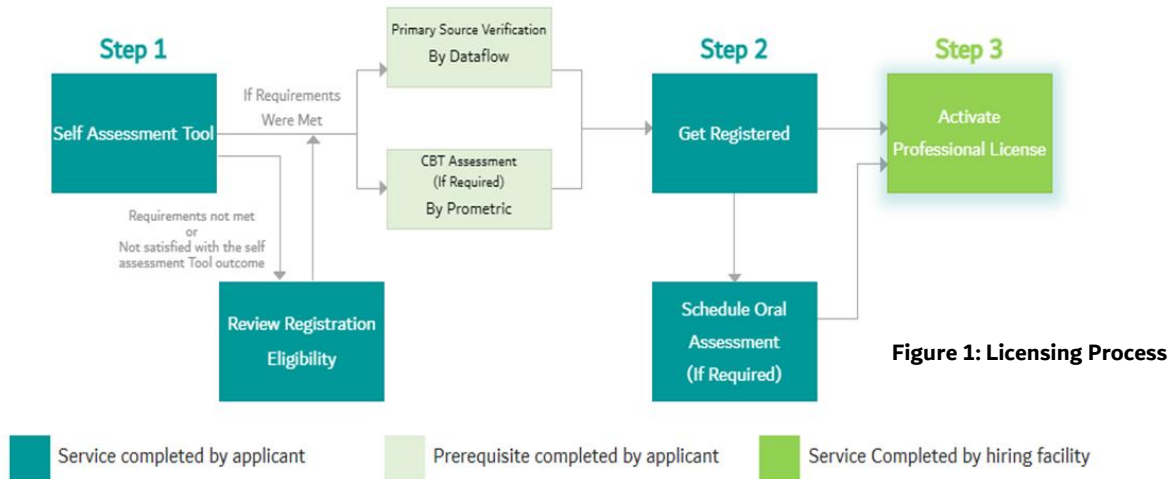 Step 1
Self Assessment Tool
If Requirements
Were Met
Requirements not met
or
Not satisfied with the self
assessment Tool outcome
Review Registration
Eligibility
Primary Source Verification
By Dataflow
CBT Assessment
(If Required)
By Prometric
Step 2
Get Registered
Schedule Oral
Assessment
(If Required)
Step 3
Activate
Professional License
Figure 1: Licensing Process
Service completed by applicant
Prerequisite completed by applicant
Service Completed by hiring facility